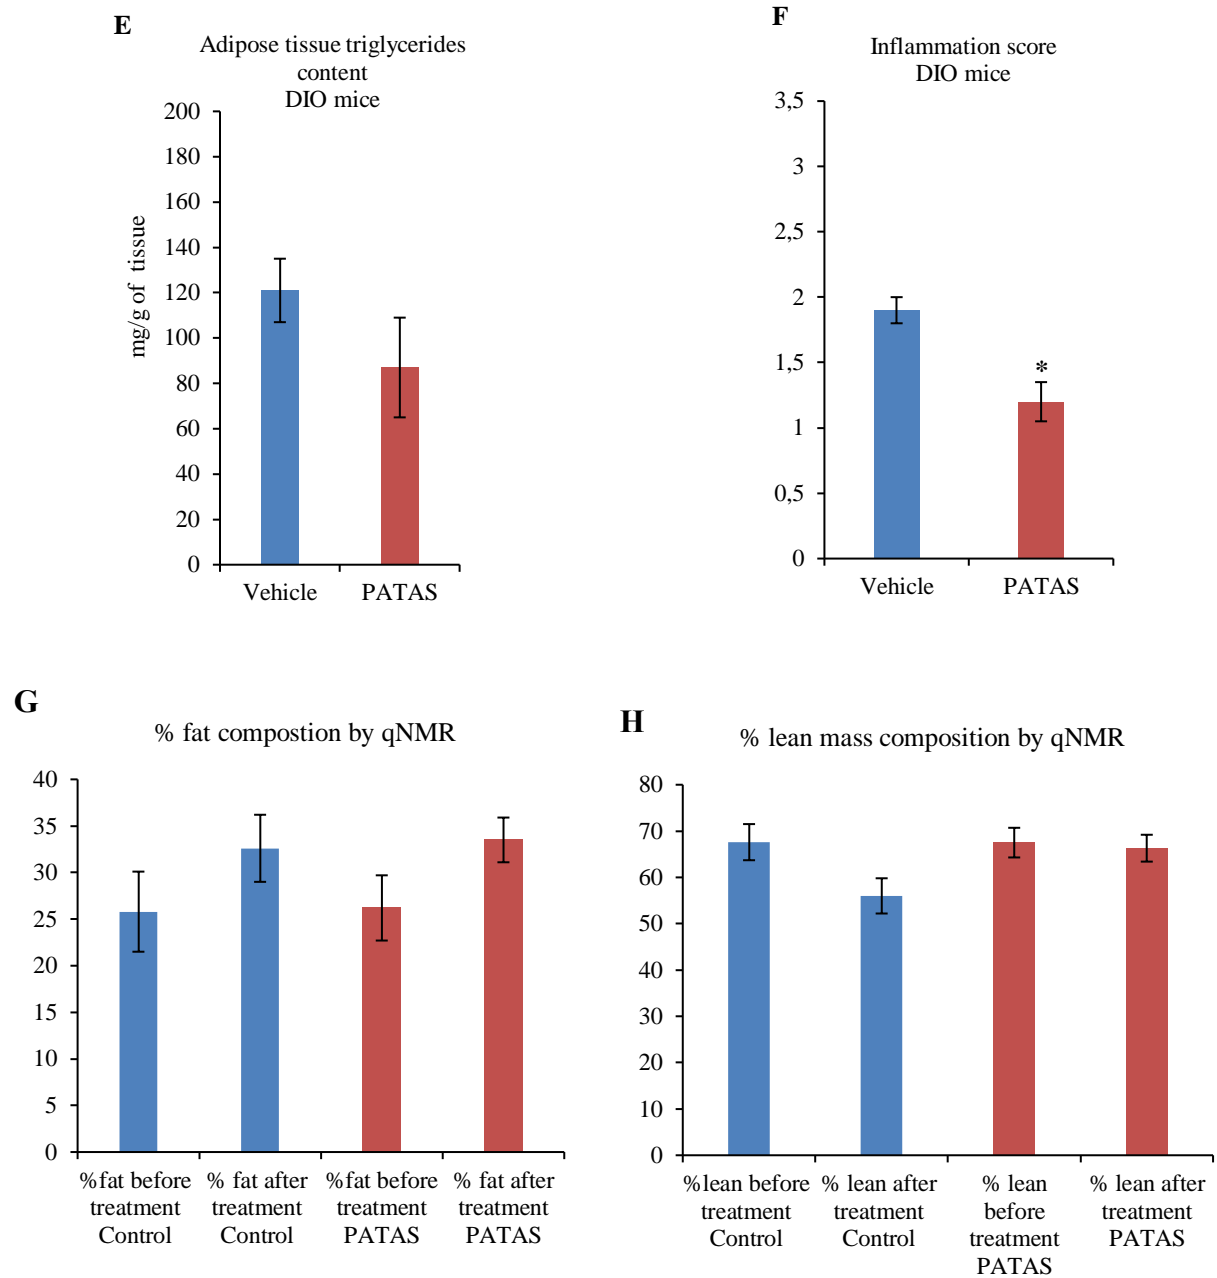 E
Adipose tissue triglycerides
content
DIO mice
200
180
160
140
120
100
80
60
40
20
0
mg/g of tissue
Vehicle
PATAS
F
Inflammation score
DIO mice
3,5
3
2,5
2
1,5
1
0,5
0
*
Vehicle
PATAS
G
% fat compostion by qNMR
40
35
30
25
20
15
10
5
0
%fat before
treatment
Control
% fat after
treatment
Control
%fat before
treatment
PATAS
% fat after
treatment
PATAS
H
% lean mass composition by qNMR
80
70
60
50
40
30
20
10
0
%lean before
treatment
Control
% lean after
treatment
Control
% lean
before
treatment
PATAS
% lean after
treatment
PATAS